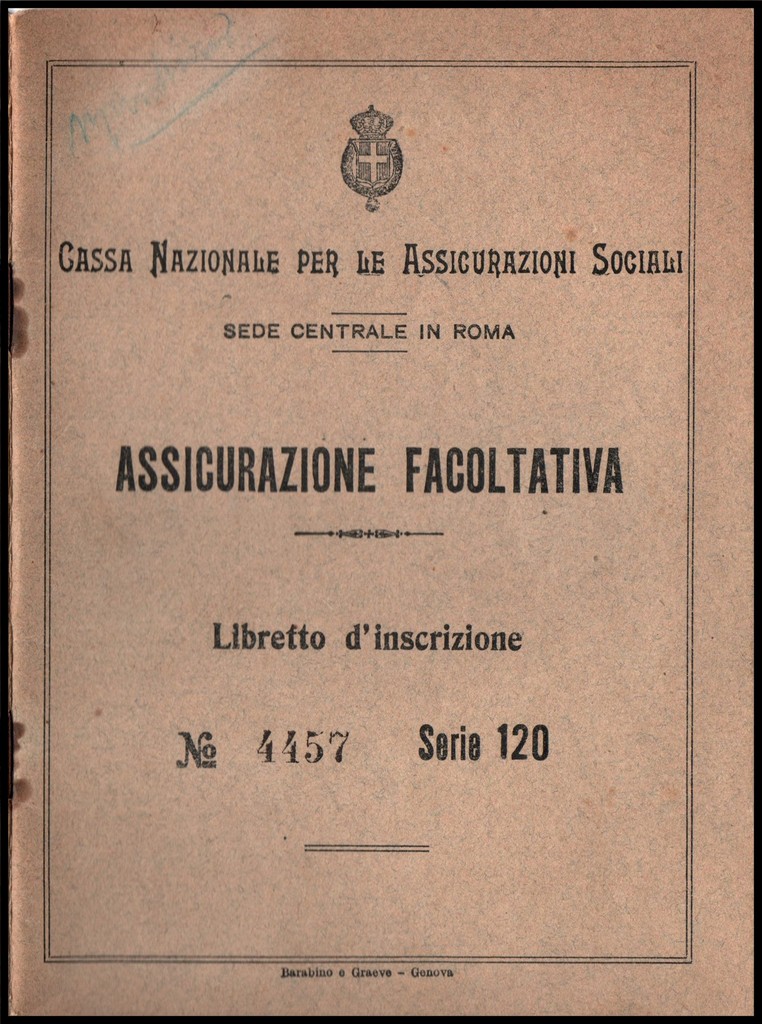 Cassa Nazionale per le Assicurazioni Sociali
SEDE CENTRALE IN ROMA
ASSICURAZIONE FACOLTATIVA
Libretto d'inscrizione
№ 4457 Serie 120
Barabino e Graeve - Genova